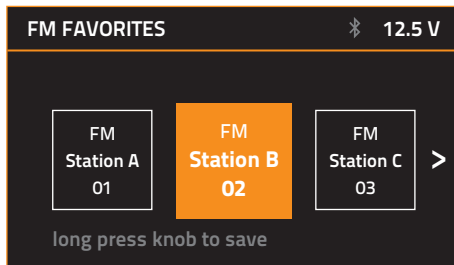 FM FAVORITES 12.5 V
FM FM FM
Station A Station B Station C >
01 02 03
long press knob to save